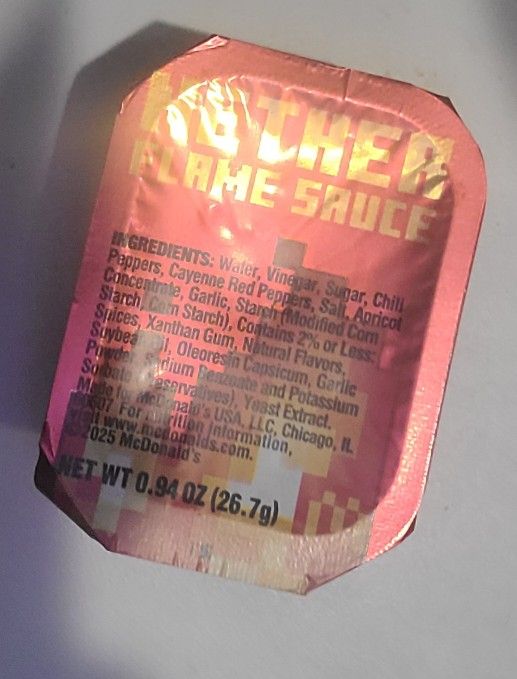 NETHER
FLAME SAUCE
INGREDIENTS: Water, Vinegar, Sugar, Chili
Peppers, Cayenne Red Peppers, Salt, Apricot
Concentrate, Garlic, Starch (Modified Corn
Starch, Corn Starch), Contains 2% or Less:
Spices, Xanthan Gum, Natural Flavors,
Soybean Oil, Oleoresin Capsicum, Garlic
Powder, Sodium Benzoate and Potassium
Sorbate (Preservatives), Yeast Extract.
Made for McDonald's USA, LLC, Chicago, IL
60607 For nutrition information,
visit www.mcdonalds.com.
©2025 McDonald's
NET WT 0.94 OZ (26.7g)